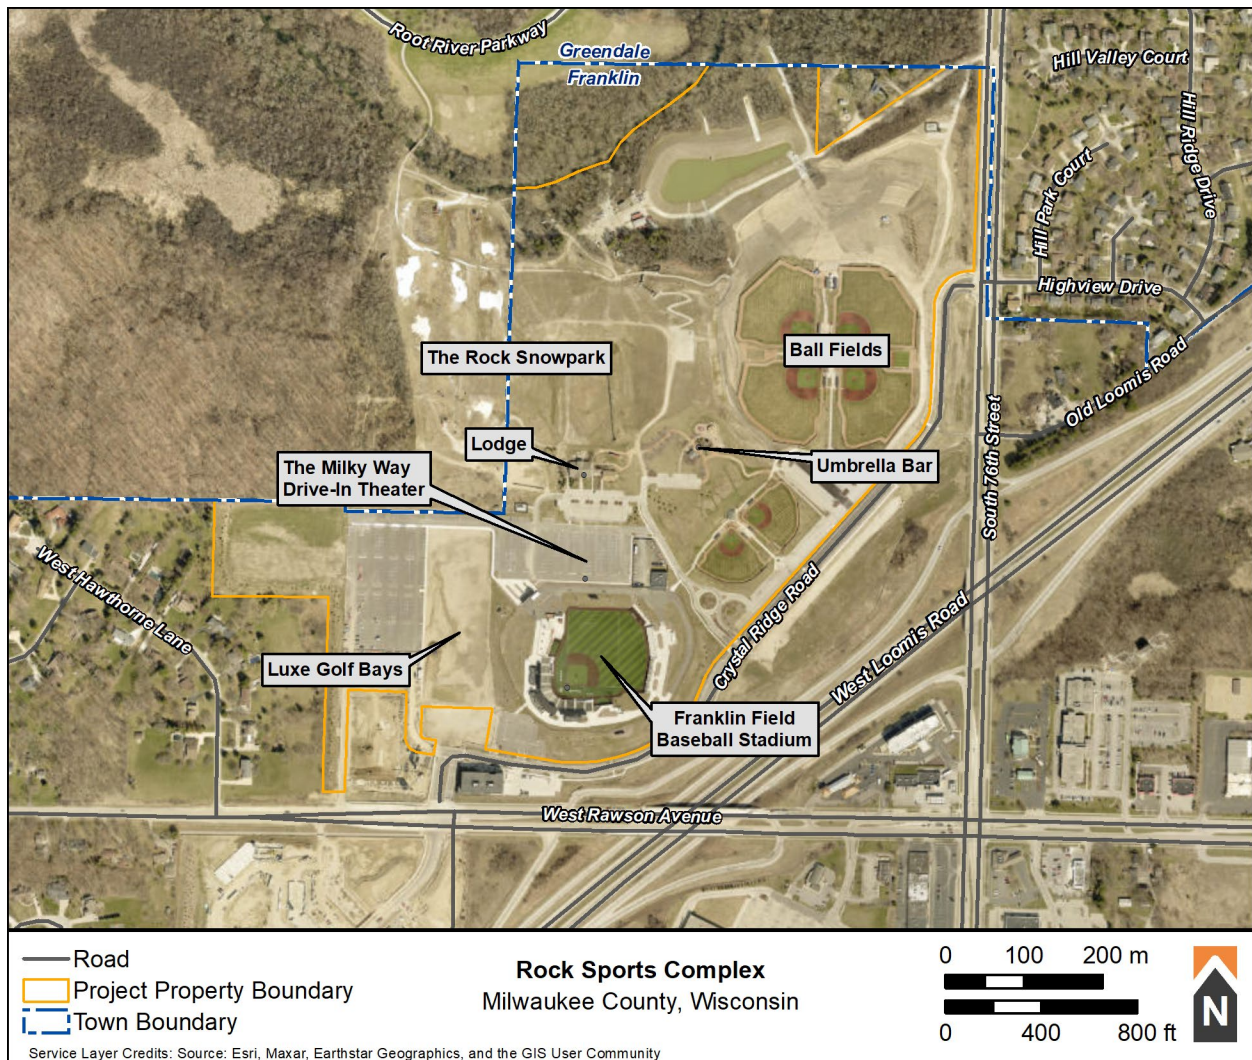 Root River Parkway
Greendale
Franklin
Hill Valley Court
Hill Ridge Drive
Hill Park Court
Highview Drive
The Rock Snowpark
Ball Fields
Old Loomis Road
South 76th Street
Lodge
Umbrella Bar
The Milky Way
Drive-In Theater
West Hawthorne Lane
Crystal Ridge Road
West Loomis Road
Luxe Golf Bays
Franklin Field
Baseball Stadium
West Rawson Avenue
Road
Project Property Boundary
Town Boundary
Service Layer Credits: Source: Esri, Maxar, Earthstar Geographics, and the GIS User Community
Rock Sports Complex
Milwaukee County, Wisconsin
0 100 200 m
0 400 800 ft
N